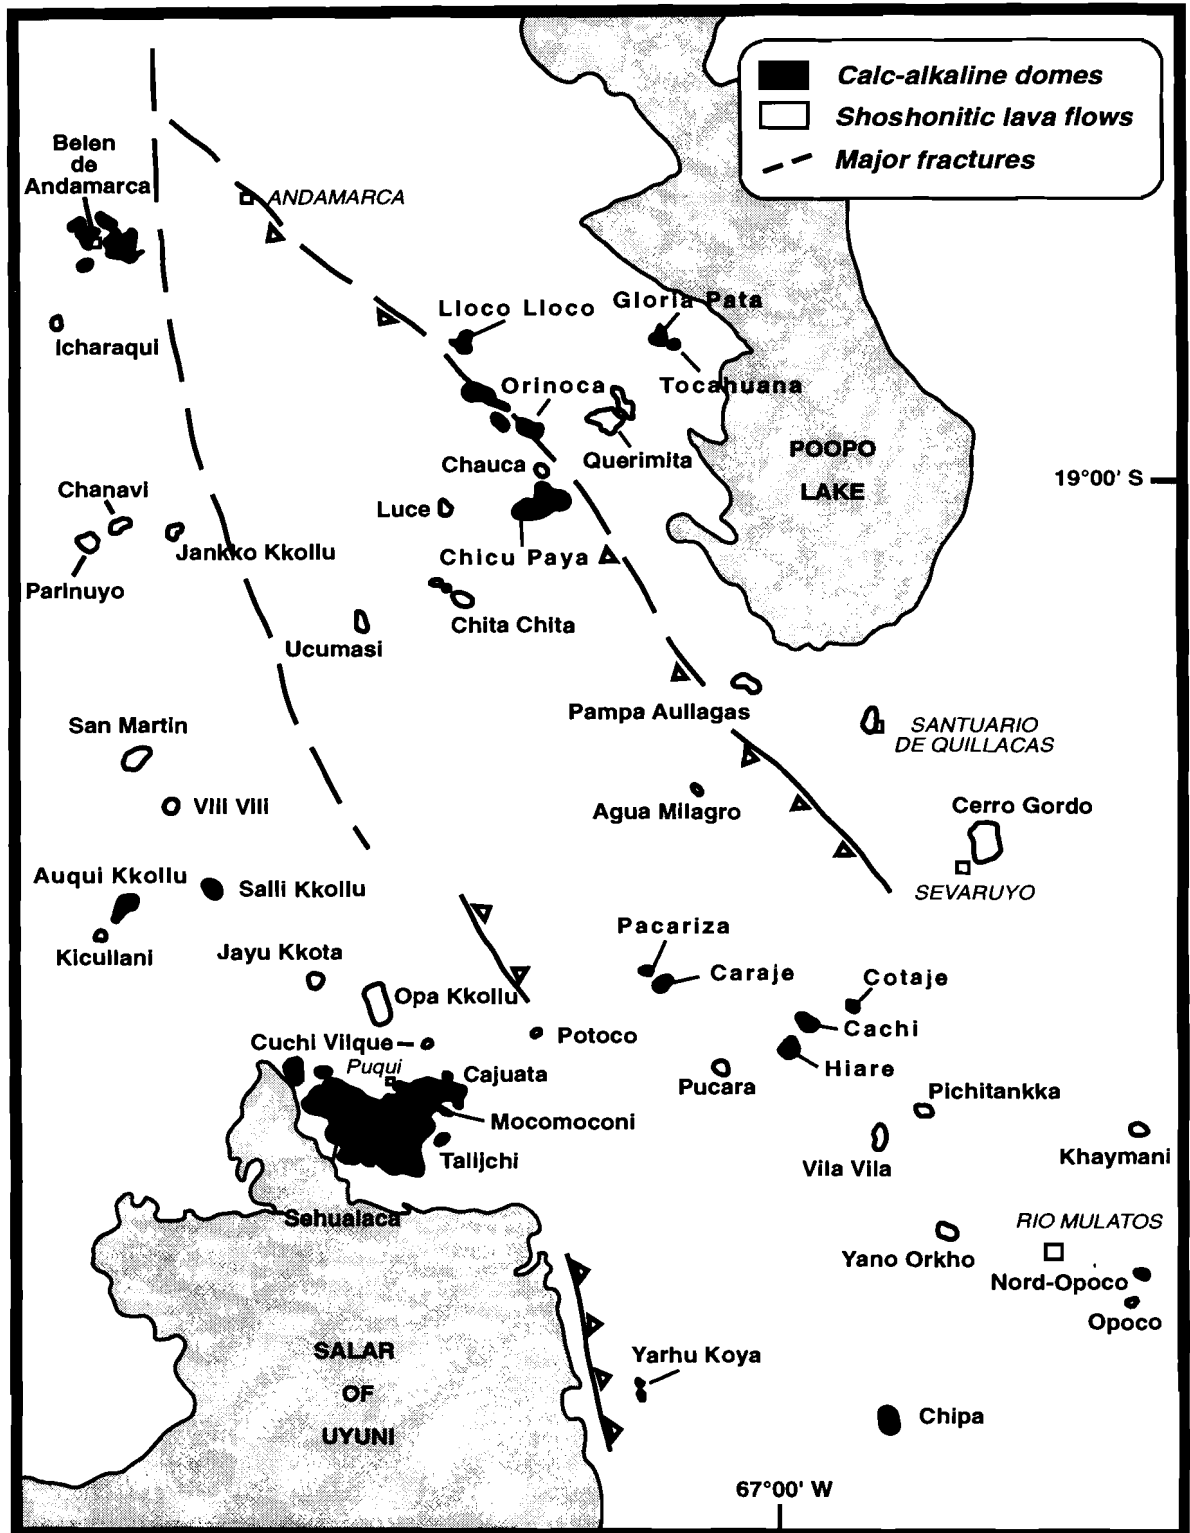 Calc-alkaline domes
Shoshonitic lava flows
Major fractures
Belen
de
Andamarca
ANDAMARCA
Lloco Lloco
Gloria Pata
Icharaqui
Tocahuana
Orinoca
POOPO
LAKE
Querimita
Chauca
19°00' S
Chanavi
Luce
Jankko Kkollu
Chicu Paya
Parinuyo
Chita Chita
Ucumasi
Pampa Aullagas
San Martin
SANTUARIO
DE QUILLACAS
Vili Vili
Agua Milagro
Cerro Gordo
Auqui Kkollu
Salli Kkollu
SEVARUYO
Pacariza
Kicullani
Jayu Kkota
Caraje
Cotaje
Opa Kkollu
Cachi
Cuchi Vilque
Potoco
Puqui
Cajuata
Hiare
Pucara
Pichitankka
Mocomoconi
Talijchi
Vila Vila
Khaymani
Sehualaca
RIO MULATOS
Yano Orkho
Nord-Opoco
Opoco
SALAR
OF
UYUNI
Yarhu Koya
Chipa
67°00' W